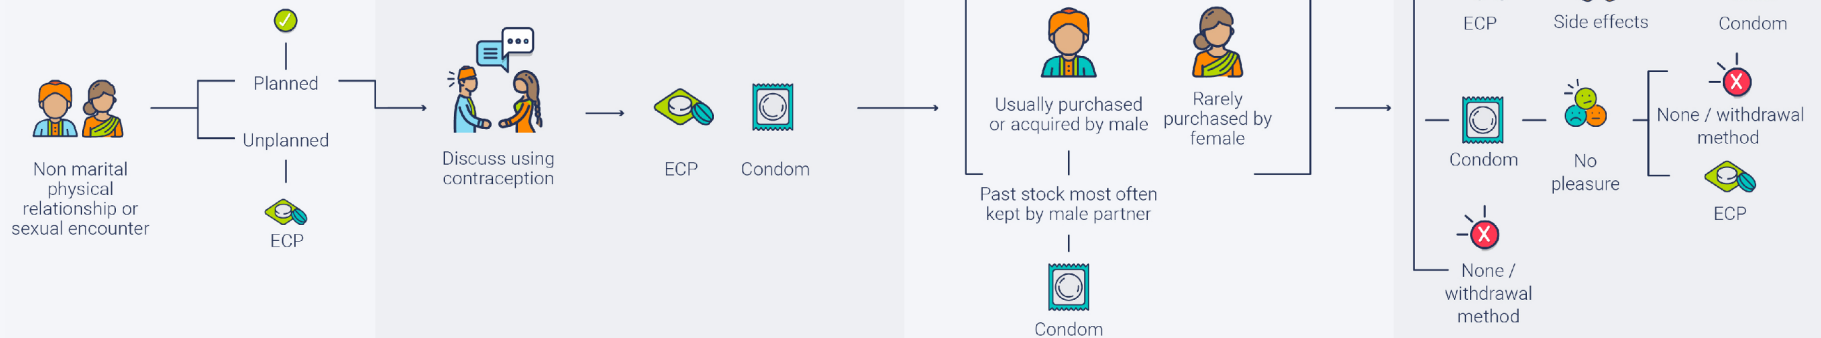 Non marital
physical
relationship or
sexual encounter
Planned
Unplanned
ECP
Discuss using
contraception
ECP
Condom
Usually purchased
or acquired by male
Rarely
purchased by
female
Past stock most often
kept by male partner
Condom
ECP
Side effects
Condom
Condom
No
pleasure
None / withdrawal
method
ECP
None /
withdrawal
method